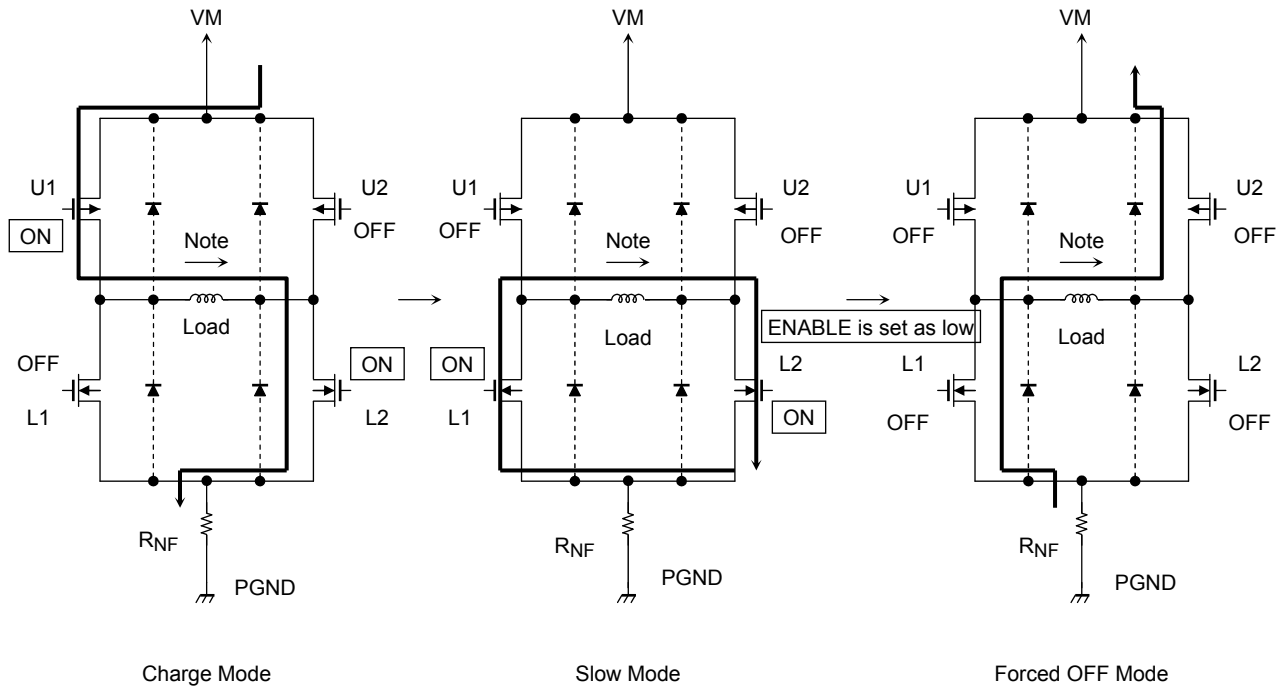 VM
U1
ON
U2
OFF
Note
Load
OFF
L1
ON
L2
RNF
PGND
Charge Mode
VM
U1
OFF
U2
OFF
Note
Load
ON
L1
L2
ON
RNF
PGND
Slow Mode
ENABLE is set as low
VM
U1
OFF
U2
OFF
Note
Load
L1
OFF
L2
OFF
RNF
PGND
Forced OFF Mode